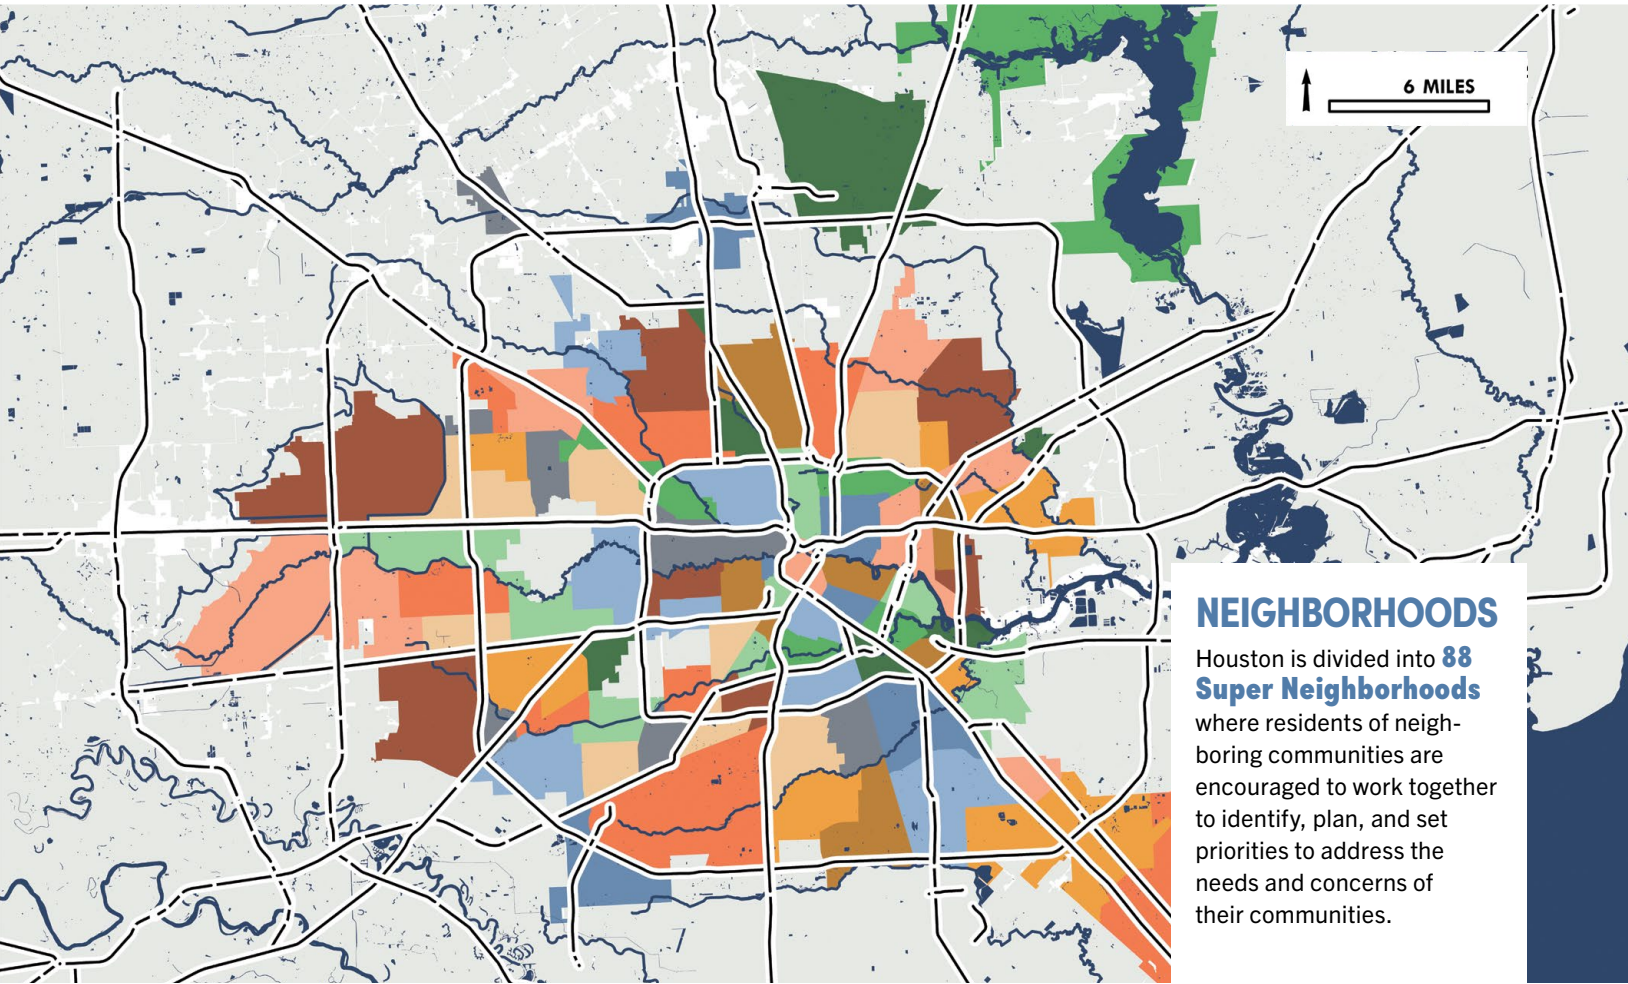 6 MILES
NEIGHBORHOODS
Houston is divided into 88
Super Neighborhoods
where residents of neigh-
boring communities are
encouraged to work together
to identify, plan, and set
priorities to address the
needs and concerns of
their communities.